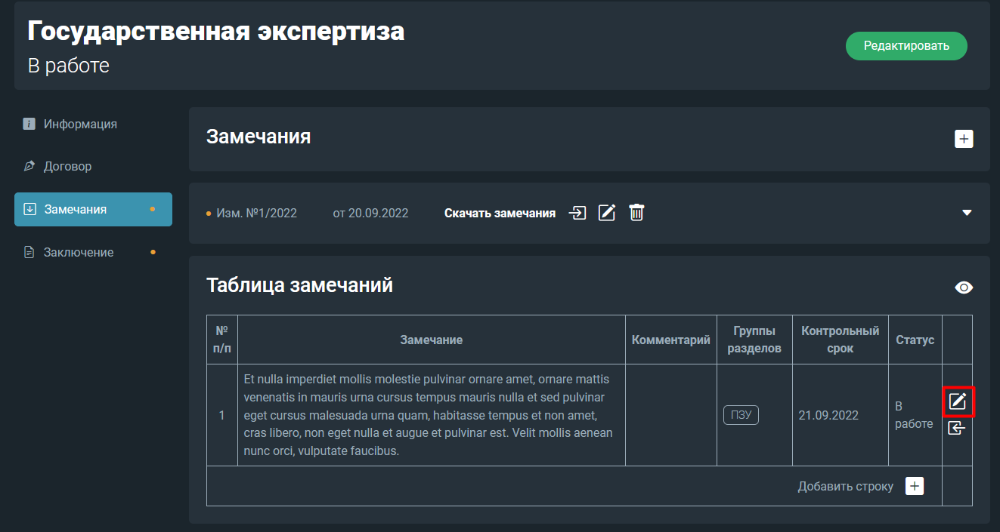 Государственная экспертиза
В работе
Редактировать
Информация
Договор
Замечания
Заключение
Замечания
Изм. №1/2022 от 20.09.2022 Скачать замечания
Таблица замечаний
№ п/п Замечание Комментарий Группы разделов Контрольный срок Статус
1
Et nulla imperdiet mollis molestie pulvinar ornare amet, ornare mattis
venenatis in mauris urna cursus tempus mauris nulla et sed pulvinar
eget cursus malesuada urna quam, habitasse tempus et non amet,
cras libero, non eget nulla et augue et pulvinar est. Velit mollis aenean
nunc orci, vulputate faucibus.
ПЗУ
21.09.2022
В
работе
Добавить строку